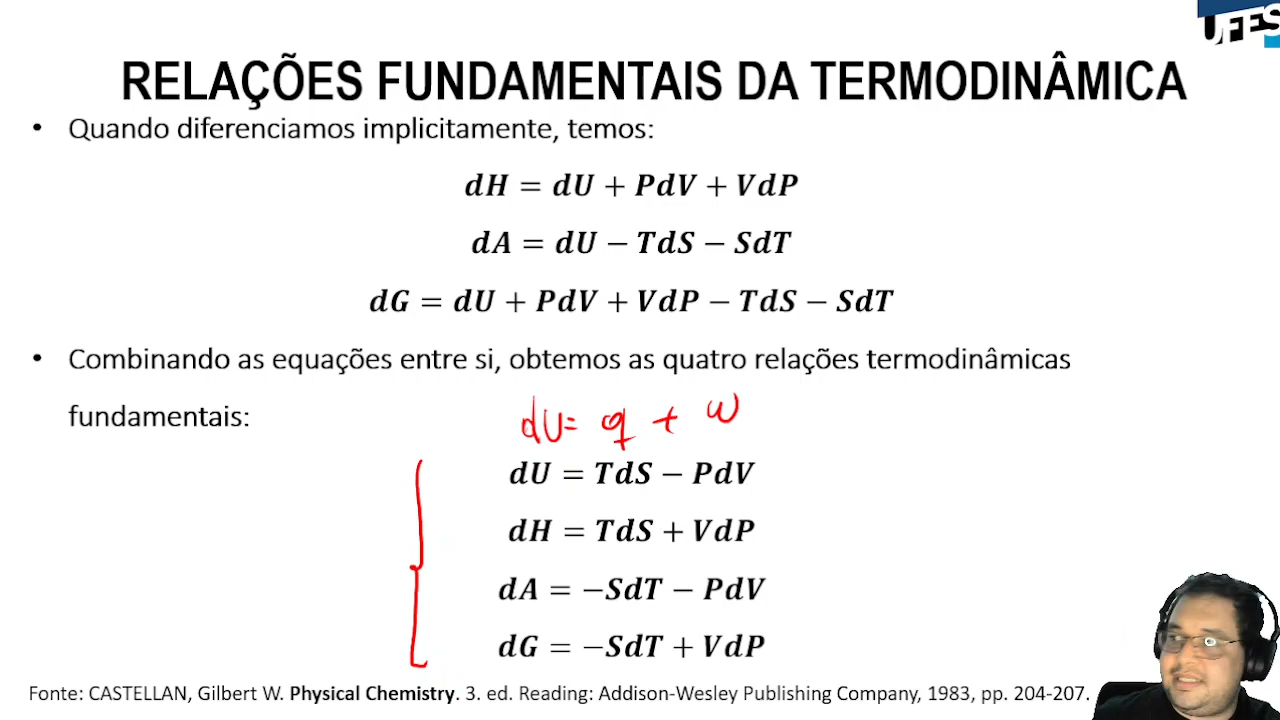 UFES
RELAÇÕES FUNDAMENTAIS DA TERMODINÂMICA
• Quando diferenciamos implicitamente, temos:
dH = dU + PdV + VdP
dA = dU − TdS − SdT
dG = dU + PdV + VdP − TdS − SdT
• Combinando as equações entre si, obtemos as quatro relações termodinâmicas
fundamentais:
dU= q + w
dU = TdS − PdV
dH = TdS + VdP
dA = −SdT − PdV
dG = −SdT + VdP
Fonte: CASTELLAN, Gilbert W. Physical Chemistry. 3. ed. Reading: Addison-Wesley Publishing Company, 1983, pp. 204-207.